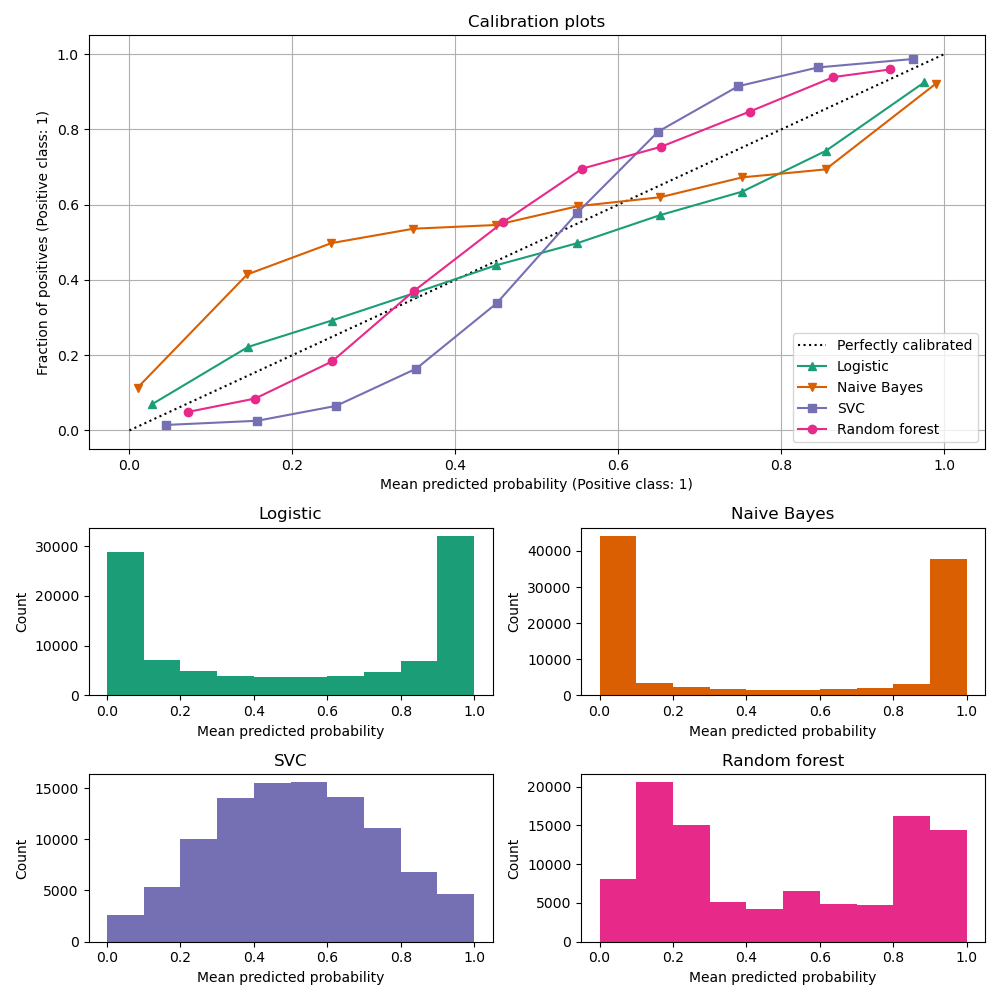 Calibration plots
1.0
0.8
0.6
0.4
0.2
0.0
Fraction of positives (Positive class: 1)
Perfectly calibrated
Logistic
Naive Bayes
SVC
Random forest
0.0 0.2 0.4 0.6 0.8 1.0
Mean predicted probability (Positive class: 1)
Logistic
30000
20000
10000
0
Count
0.0 0.2 0.4 0.6 0.8 1.0
Mean predicted probability
Naive Bayes
40000
30000
20000
10000
0
Count
0.0 0.2 0.4 0.6 0.8 1.0
Mean predicted probability
SVC
15000
10000
5000
0
Count
0.0 0.2 0.4 0.6 0.8 1.0
Mean predicted probability
Random forest
20000
15000
10000
5000
0
Count
0.0 0.2 0.4 0.6 0.8 1.0
Mean predicted probability